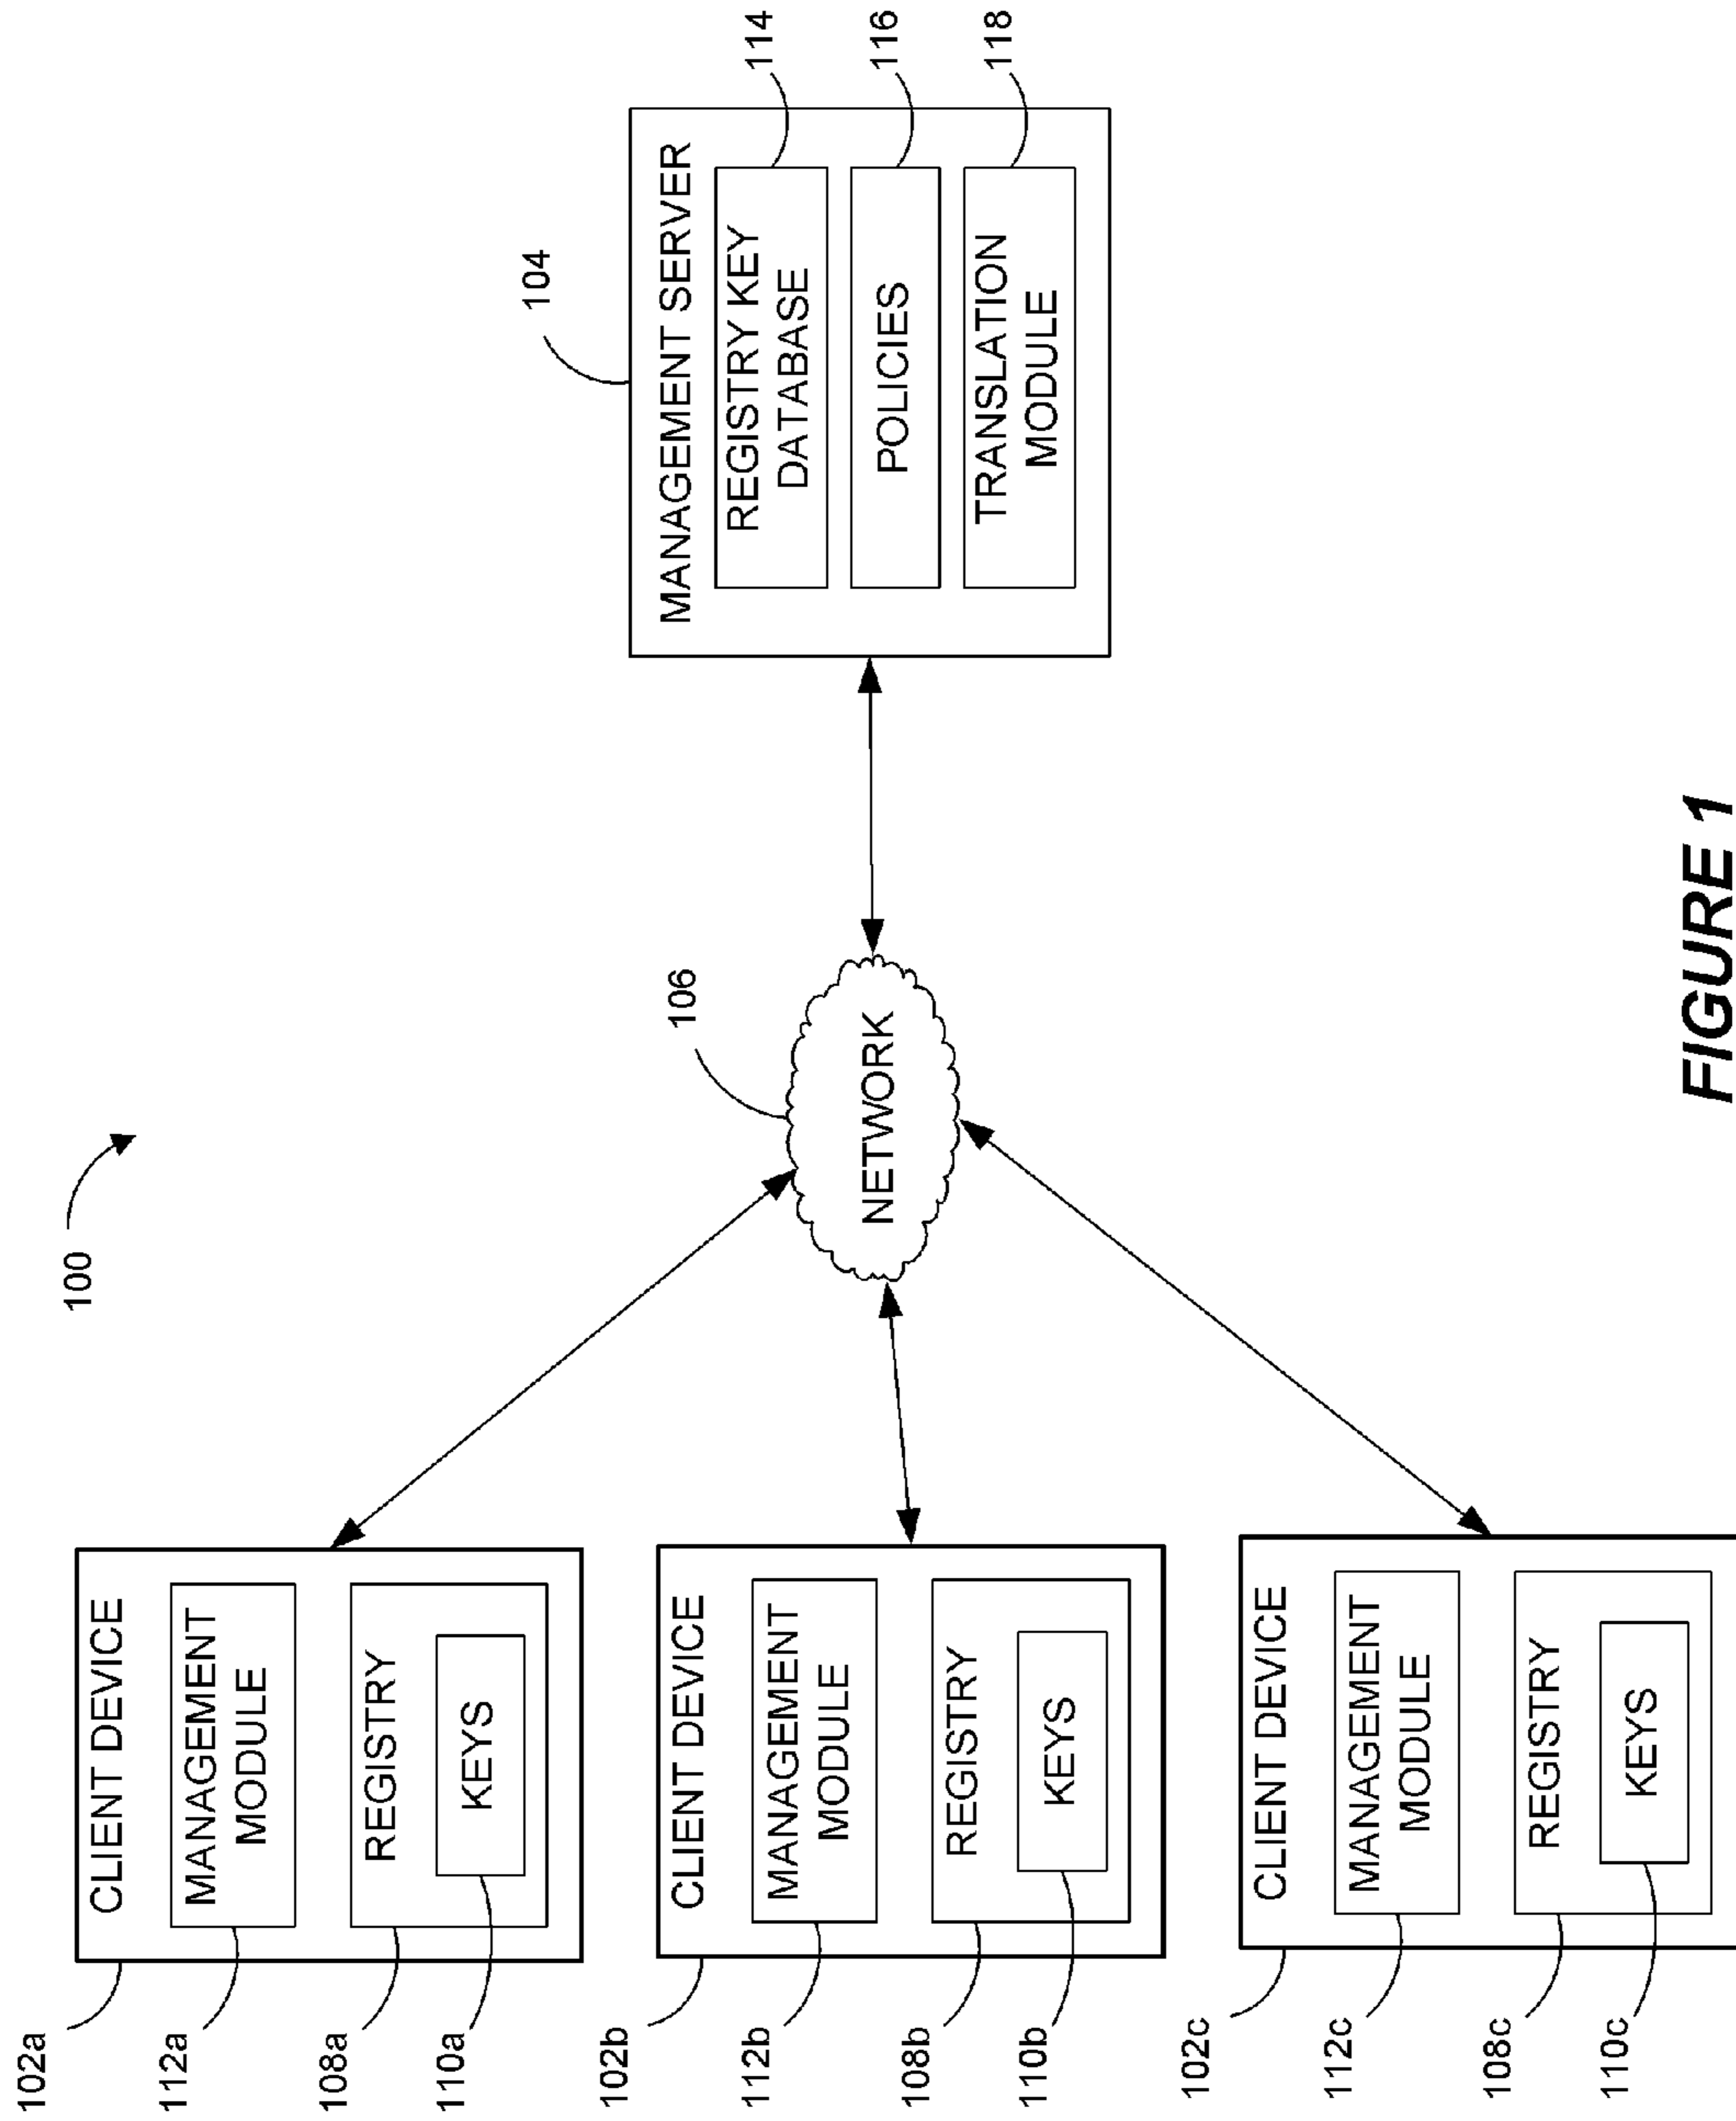 100
102a
CLIENT DEVICE
112a
MANAGEMENT
MODULE
108a
REGISTRY
110a
KEYS
102b
CLIENT DEVICE
112b
MANAGEMENT
MODULE
108b
REGISTRY
110b
KEYS
102c
CLIENT DEVICE
112c
MANAGEMENT
MODULE
108c
REGISTRY
110c
KEYS
106
NETWORK
104
MANAGEMENT SERVER
REGISTRY KEY
DATABASE
114
POLICIES
116
TRANSLATION
MODULE
118
FIGURE 1